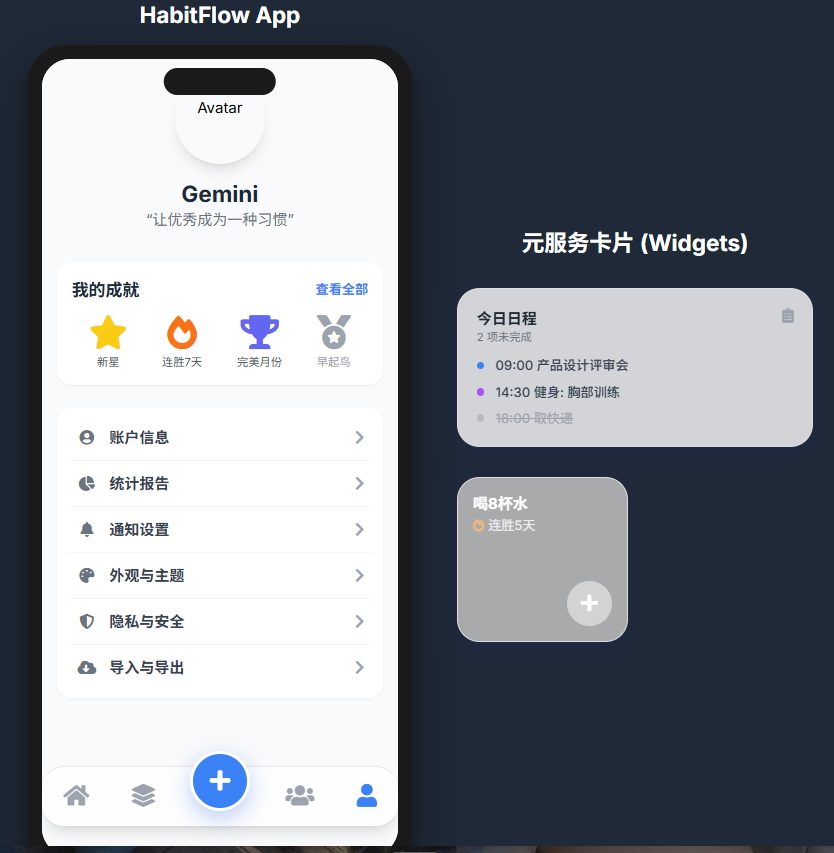 HabitFlow App
Avatar
Gemini
“让优秀成为一种习惯”
我的成就
查看全部
新星
连胜7天
完美月份
早起鸟
账户信息
统计报告
通知设置
外观与主题
隐私与安全
导入与导出
元服务卡片 (Widgets)
今日日程
2 项未完成
09:00 产品设计评审会
14:30 健身: 胸部训练
18:00 取快递
喝8杯水
连胜5天